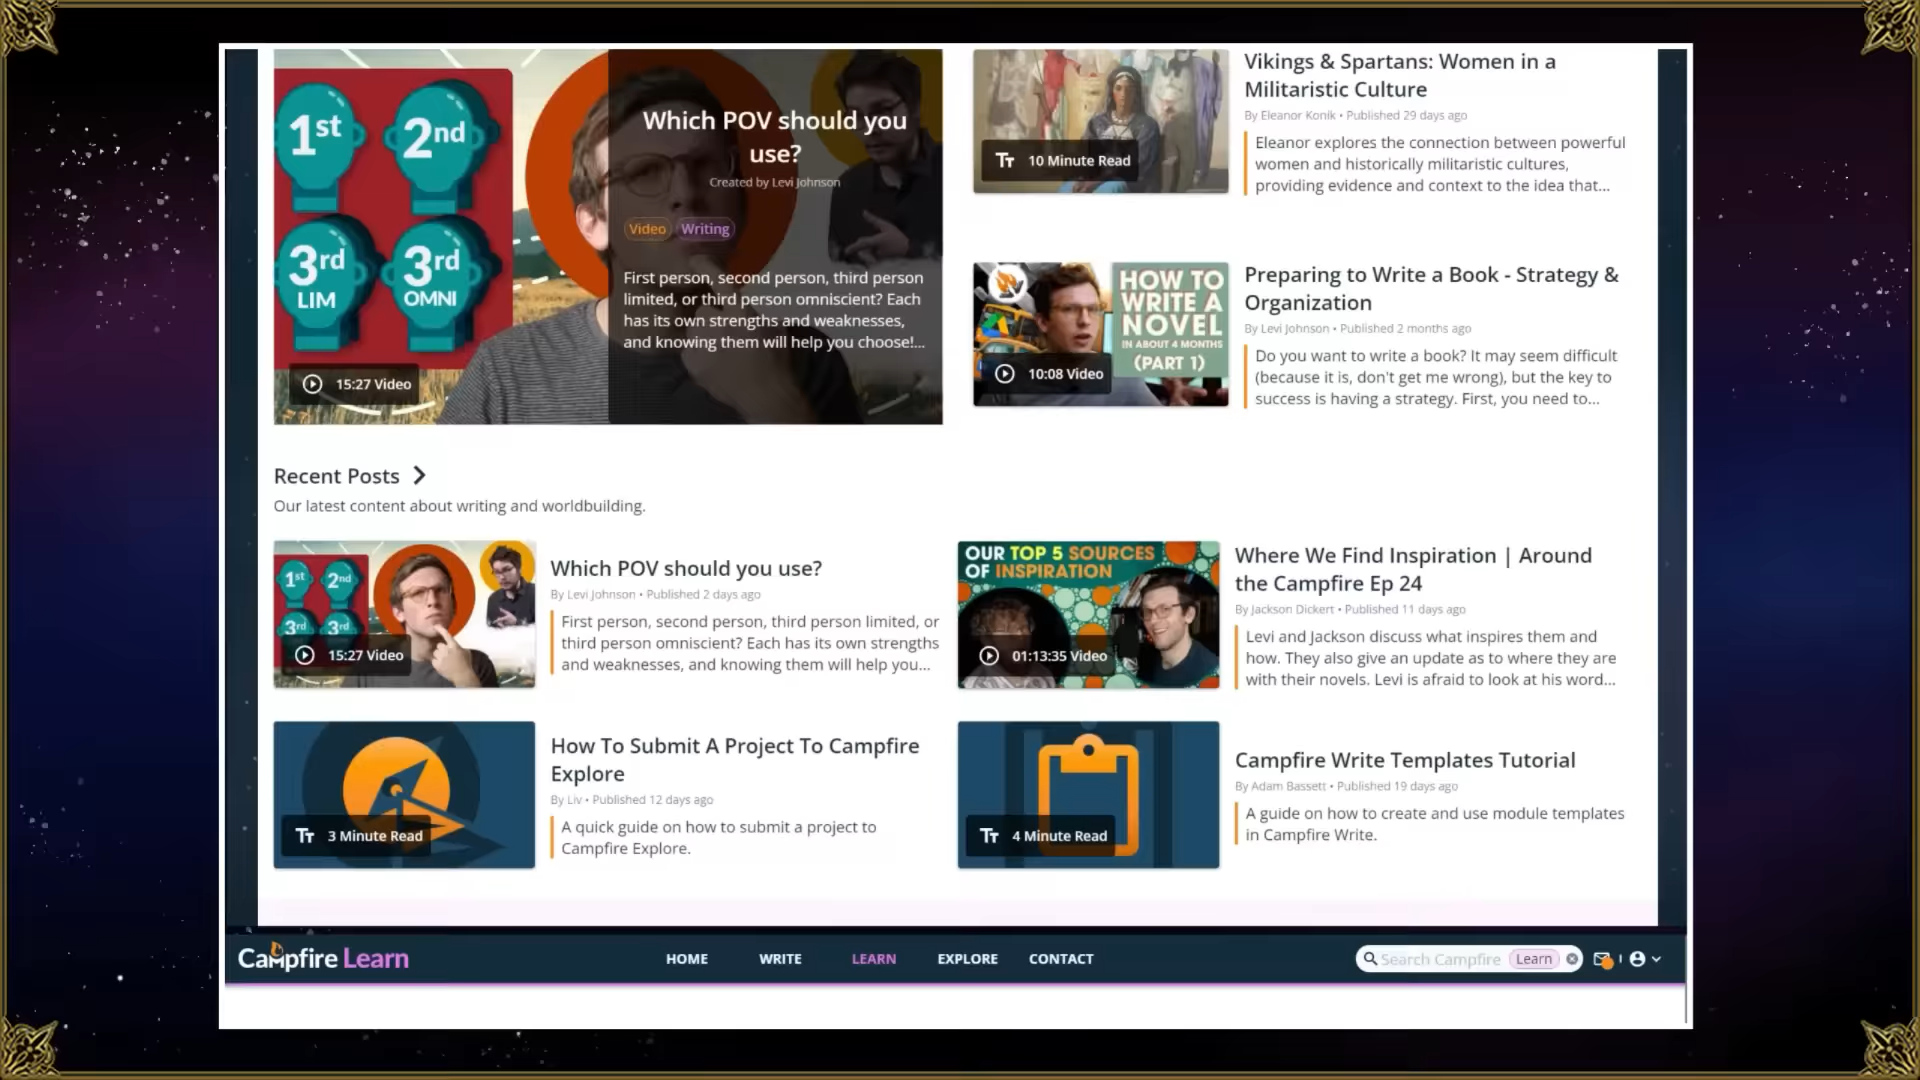 1st
2nd
3rd
LIM
3rd
OMNI
15:27 Video
Which POV should you
use?
Created by Levi Johnson
Video Writing
First person, second person, third person
limited, or third person omniscient? Each
has its own strengths and weaknesses,
and knowing them will help you choose!...
10 Minute Read
Vikings & Spartans: Women in a
Militaristic Culture
By Eleanor Konik • Published 29 days ago
Eleanor explores the connection between powerful
women and historically militaristic cultures,
providing evidence and context to the idea that...
HOW TO
WRITE A
NOVEL
IN ABOUT 4 MONTHS
(PART 1)
10:08 Video
Preparing to Write a Book - Strategy &
Organization
By Levi Johnson • Published 2 months ago
Do you want to write a book? It may seem difficult
(because it is, don't get me wrong), but the key to
success is having a strategy. First, you need to...
Recent Posts
Our latest content about writing and worldbuilding.
1st
2nd
3rd
3rd
15:27 Video
Which POV should you use?
By Levi Johnson • Published 2 days ago
First person, second person, third person limited, or
third person omniscient? Each has its own strengths
and weaknesses, and knowing them will help you...
OUR TOP 5 SOURCES
OF INSPIRATION
01:13:35 Video
Where We Find Inspiration | Around
the Campfire Ep 24
By Jackson Dickert • Published 11 days ago
Levi and Jackson discuss what inspires them and
how. They also give an update as to where they are
with their novels. Levi is afraid to look at his word...
3 Minute Read
How To Submit A Project To Campfire
Explore
By Liv • Published 12 days ago
A quick guide on how to submit a project to
Campfire Explore.
4 Minute Read
Campfire Write Templates Tutorial
By Adam Bassett • Published 19 days ago
A guide on how to create and use module templates
in Campfire Write.
Campfire Learn
HOME WRITE LEARN EXPLORE CONTACT
Search Campfire Learn